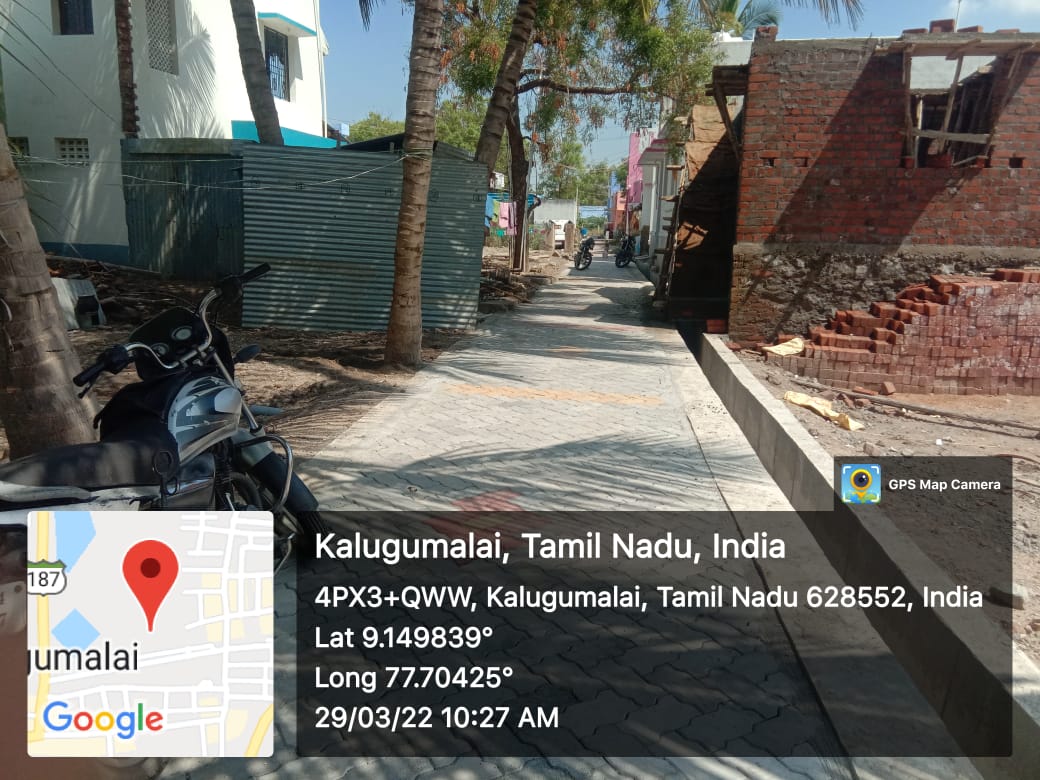 GPS Map Camera
Kalugumalai, Tamil Nadu, India
4PX3+QWW, Kalugumalai, Tamil Nadu 628552, India
Lat 9.149839°
Long 77.70425°
29/03/22 10:27 AM
187
gumalai
Google